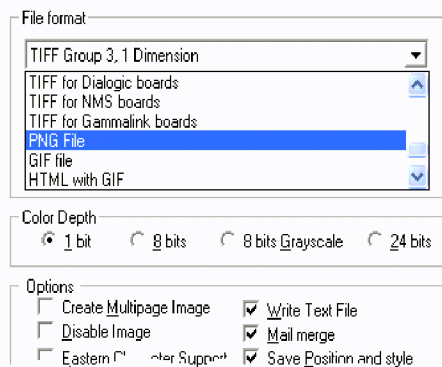 File format
TIFF Group 3, 1 Dimension
TIFF for Dialogic boards
TIFF for NMS boards
TIFF for Gammalink boards
PNG File
GIF file
HTML with GIF
Color Depth
1 bit 8 bits 8 bits Grayscale 24 bits
Options
Create Multipage Image Write Text File
Disable Image Mail merge
Eastern Support Save Position and style